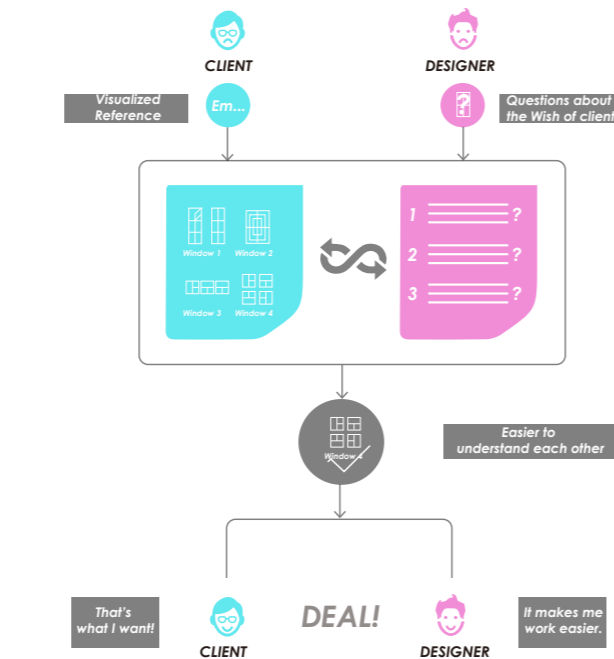 CLIENT
DESIGNER
Visualized
Reference
Em...
?
Questions about
the Wish of client
Window 1
Window 2
Window 3
Window 4
1 ?
2 ?
3 ?
Window 4
Easier to
understand each other
That's
what I want!
DEAL!
It makes me
work easier.
CLIENT
DESIGNER